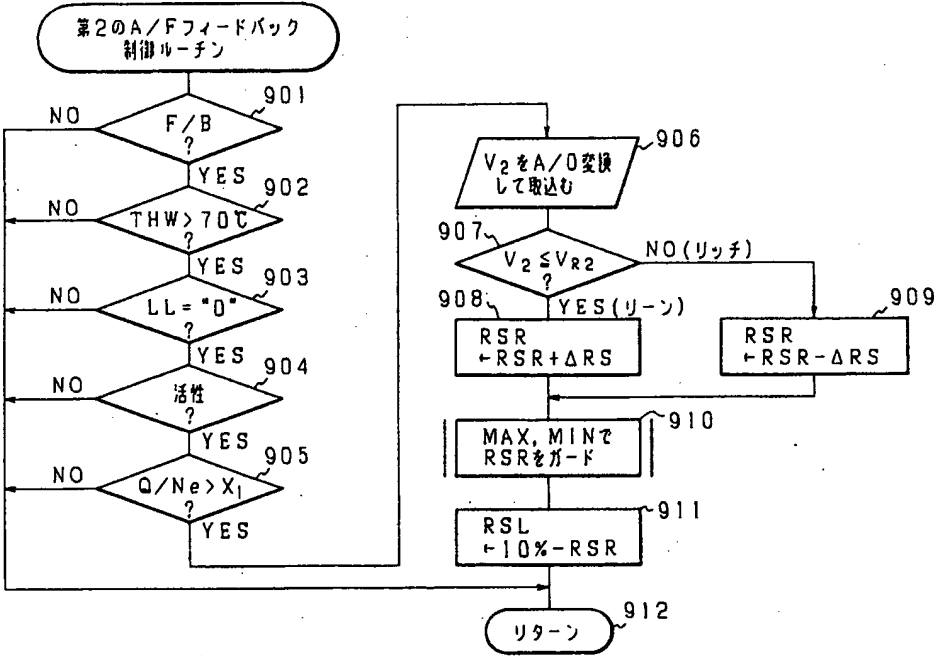 第2のA/Fフィードバック
制御ルーチン
901
NO
F/B
?
YES
902
NO
THW>70℃
?
YES
903
NO
LL="0"
?
YES
904
NO
活性
?
YES
905
NO
Q/Ne>X1
?
YES
906
V2をA/D変換
して取込む
907
V2≦VR2
?
NO(リッチ)
YES(リーン)
908
RSR
←RSR+ΔRS
909
RSR
←RSR-ΔRS
910
MAX,MINで
RSRをガード
911
RSL
←10%-RSR
912
リターン